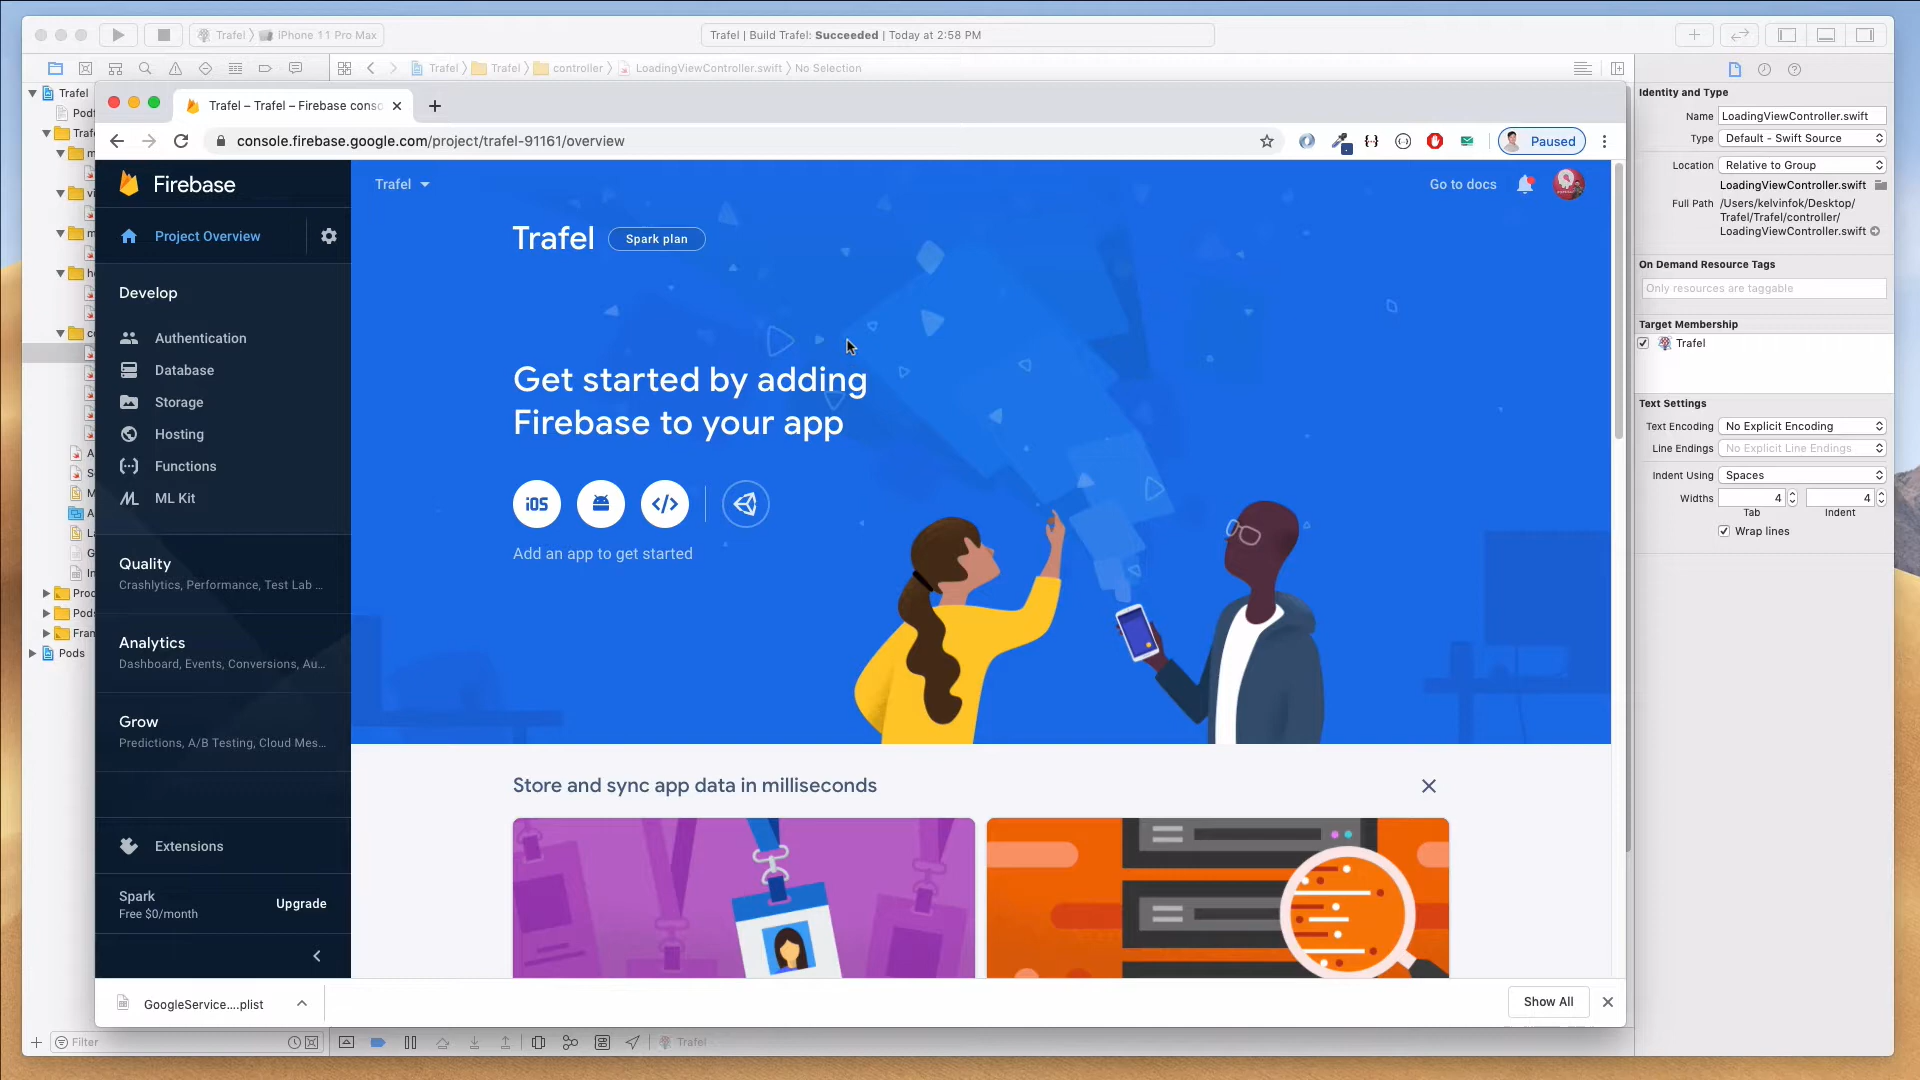 Trafel
iPhone 11 Pro Max
Trafel | Build Trafel: Succeeded | Today at 2:58 PM
Trafel
Trafel
controller
LoadingViewController.swift
No Selection
Trafel
Trafel – Trafel – Firebase conso
console.firebase.google.com/project/trafel-91161/overview
Paused
Firebase
Project Overview
Develop
Authentication
Database
Storage
Hosting
Functions
ML Kit
Quality
Crashlytics, Performance, Test Lab ...
Analytics
Dashboard, Events, Conversions, Au...
Grow
Predictions, A/B Testing, Cloud Mes...
Extensions
Spark
Free $0/month
Upgrade
Trafel
Go to docs
Trafel
Spark plan
Get started by adding
Firebase to your app
iOS
Add an app to get started
Store and sync app data in milliseconds
GoogleService....plist
Show All
Pods
Filter
Trafel
Identity and Type
Name LoadingViewController.swift
Type Default - Swift Source
Location Relative to Group
LoadingViewController.swift
Full Path /Users/kelvinfok/Desktop/
Trafel/Trafel/controller/
LoadingViewController.swift
On Demand Resource Tags
Only resources are taggable
Target Membership
Trafel
Text Settings
Text Encoding No Explicit Encoding
Line Endings No Explicit Line Endings
Indent Using Spaces
Widths 4 4
Tab Indent
Wrap lines